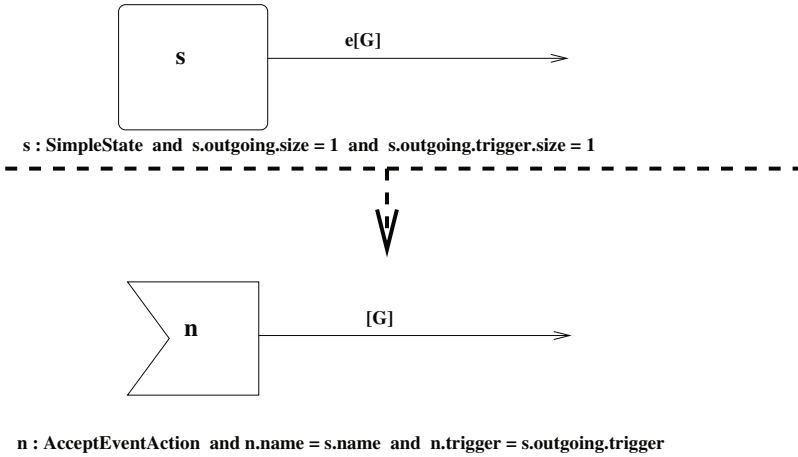 s
e[G]
s : SimpleState and s.outgoing.size = 1 and s.outgoing.trigger.size = 1
n
[G]
n : AcceptEventAction and n.name = s.name and n.trigger = s.outgoing.trigger